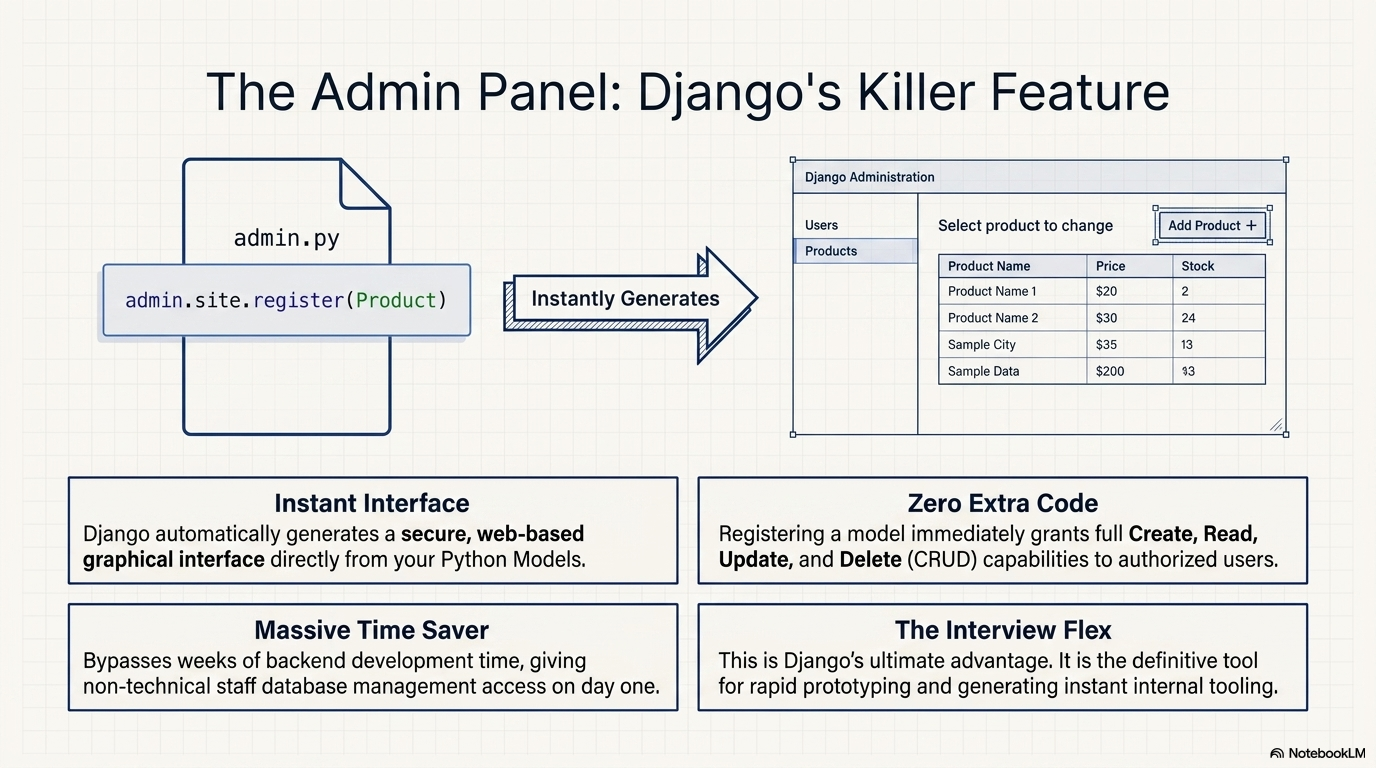 The Admin Panel: Django's Killer Feature
admin.py
admin.site.register(Product)
Instantly Generates
Django Administration
Users
Products
Select product to change
Add Product +
Product Name Price Stock
Product Name 1 $20 2
Product Name 2 $30 24
Sample City $35 13
Sample Data $200
Instant Interface
Django automatically generates a secure, web-based
graphical interface directly from your Python Models.
Zero Extra Code
Registering a model immediately grants full Create, Read,
Update, and Delete (CRUD) capabilities to authorized users.
Massive Time Saver
Bypasses weeks of backend development time, giving
non-technical staff database management access on day one.
The Interview Flex
This is Django’s ultimate advantage. It is the definitive tool
for rapid prototyping and generating instant internal tooling.
NotebookLM